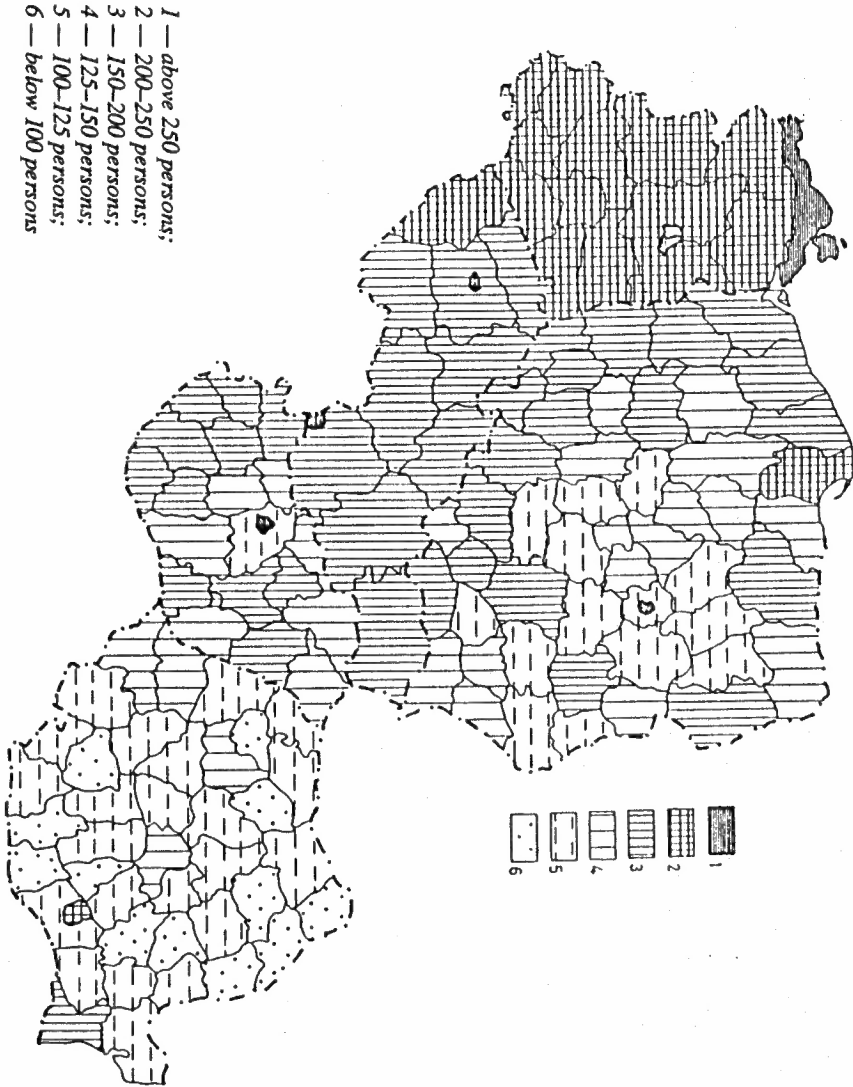 1 — above 250 persons;
2 — 200–250 persons;
3 — 150–200 persons;
4 — 125–150 persons;
5 — 100–125 persons;
6 — below 100 persons
1
2
3
4
5
6